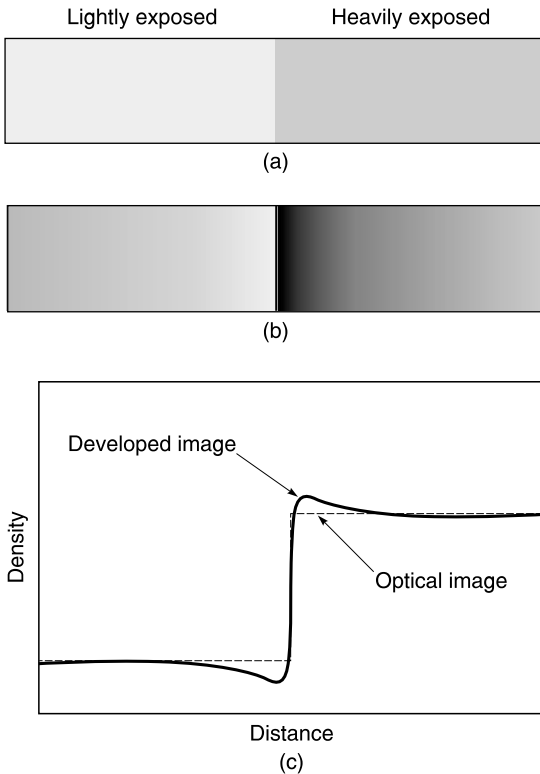 Lightly exposed Heavily exposed
(a)
(b)
Developed image
Optical image
Density
Distance
(c)